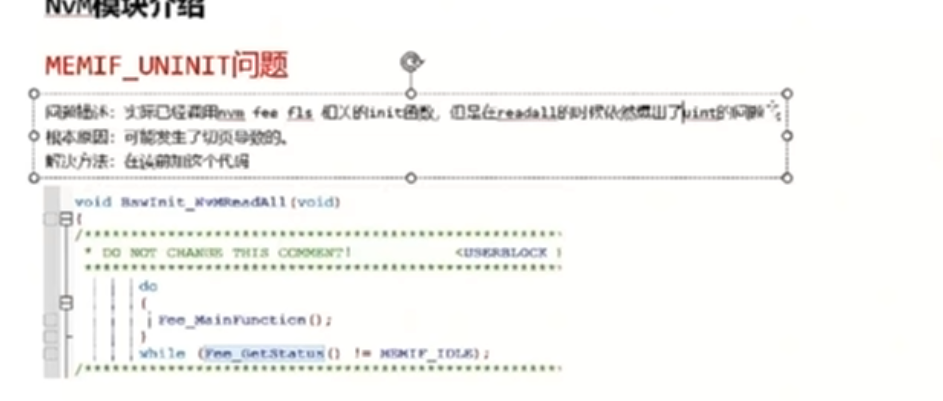 NvM模块介绍
MEMIF_UNINIT问题
问题描述: 实际已经调用nvm fee fls 相关的init函数, 但是在readall的时候依然爆出了uint的问题
根本原因: 可能发生了切页导致的。
解决方法: 在读前加这个代码
void BswInit_NvMReadAll(void)
{
/****************************************************
* DO NOT CHANGE THIS COMMENT! <USERBLOCK
****************************************************
do
{
Fee_MainFunction();
}
while (Fee_GetStatus() != MEMIF_IDLE);
/****************************************************